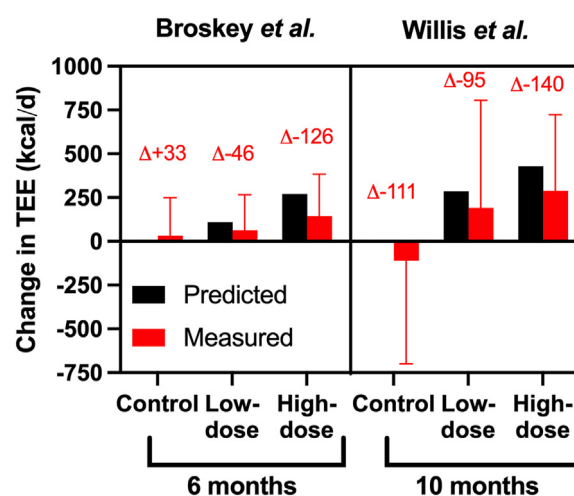 Broskey et al.
Willis et al.
Change in TEE (kcal/d)
1000
750
500
250
0
-250
-500
-750
Δ+33
Δ-46
Δ-126
Δ-111
Δ-95
Δ-140
Predicted
Measured
Control
Low-
dose
High-
dose
Control
Low-
dose
High-
dose
6 months
10 months